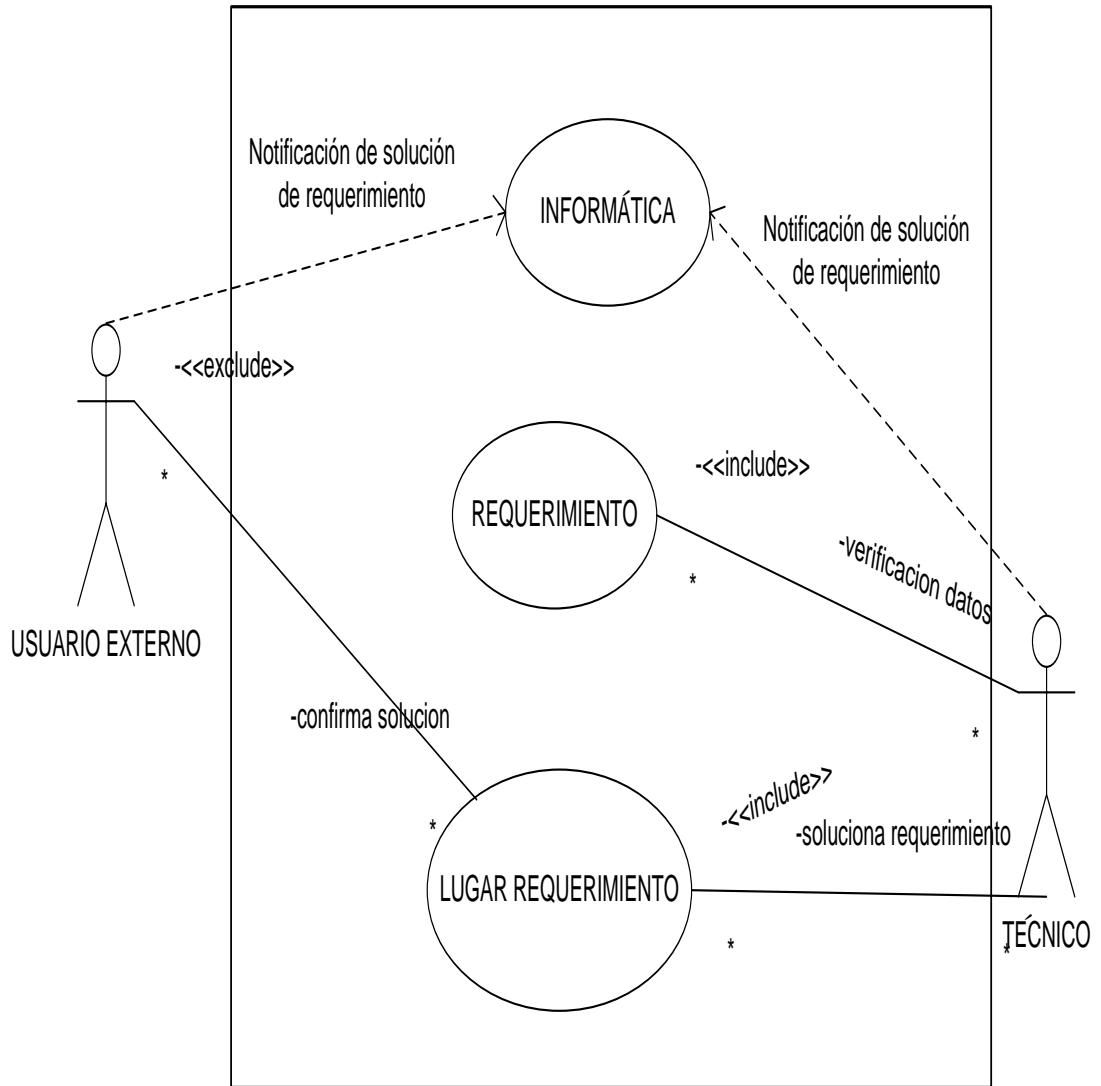 Notificación de solución
de requerimiento
INFORMÁTICA
Notificación de solución
de requerimiento
-<<exclude>>
*
-<<include>>
REQUERIMIENTO
-verificacion datos
*
USUARIO EXTERNO
-confirma solucion
*
-<<include>>
*
-soluciona requerimiento
LUGAR REQUERIMIENTO
*
*
TÉCNICO